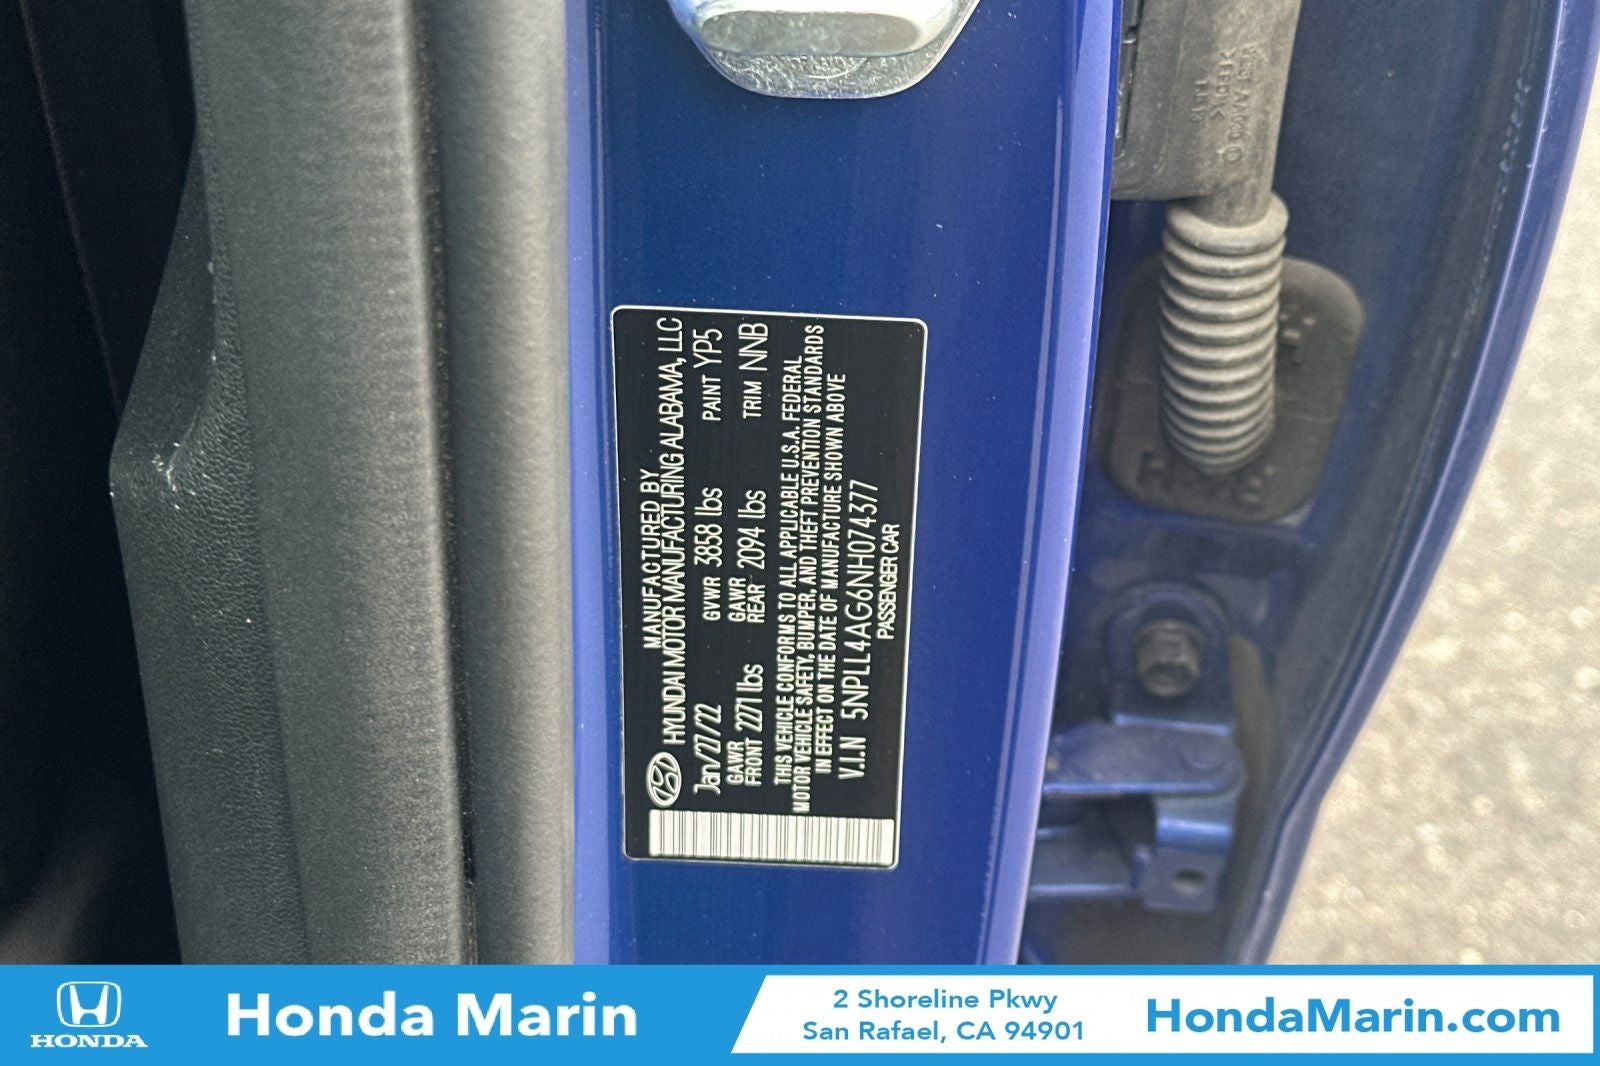 MANUFACTURED BY
HYUNDAI MOTOR MANUFACTURING ALABAMA, LLC
Jan/27/22 GVWR 3858 lbs PAINT YP5
GAWR FRONT 2271 lbs GAWR REAR 2094 lbs TRIM NNB
THIS VEHICLE CONFORMS TO ALL APPLICABLE U.S.A. FEDERAL
MOTOR VEHICLE SAFETY, BUMPER, AND THEFT PREVENTION STANDARDS
IN EFFECT ON THE DATE OF MANUFACTURE SHOWN ABOVE
V.I.N 5NPLL4AG6NH074377
PASSENGER CAR
HONDA
Honda Marin
2 Shoreline Pkwy
San Rafael, CA 94901
HondaMarin.com